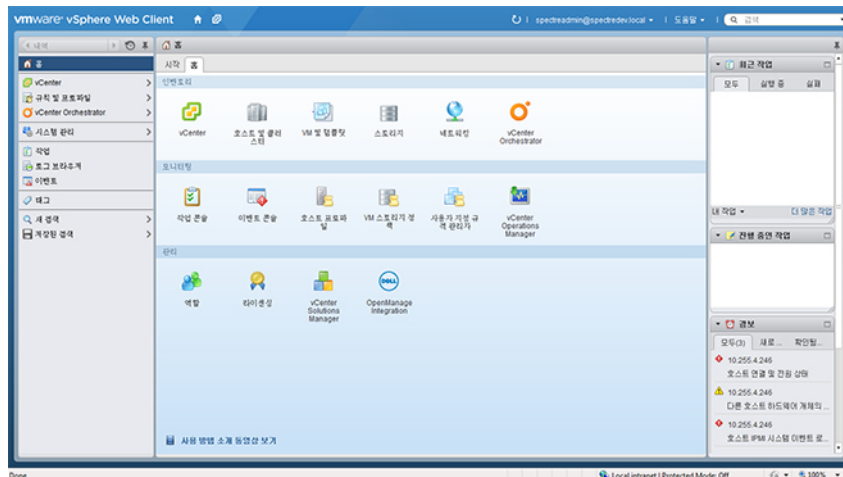 vmware vSphere Web Client
spectreadmin@spectredev.local
도움말
검색
홈
vCenter
규칙 및 프로파일
vCenter Orchestrator
시스템 관리
작업
로그 브라우저
이벤트
태그
새 검색
저장된 검색
홈
시작
홈
인벤토리
vCenter
호스트 및 클러
스터
VM 및 템플릿
스토리지
네트워킹
vCenter
Orchestrator
모니터링
작업 콘솔
이벤트 콘솔
호스트 프로파
일
VM 스토리지 정
책
사용자 지정 규
격 관리자
vCenter
Operations
Manager
관리
역할
라이센싱
vCenter
Solutions
Manager
DELL
OpenManage
Integration
사용 방법 소개 동영상 보기
최근 작업
모두
실행 중
실패
내 작업
더 많은 작업
진행 중인 작업
경보
모두(3)
새로...
확인됨...
10.255.4.246
호스트 연결 및 전원 상태
10.255.4.246
다른 호스트 하드웨어 개체의 ...
10.255.4.246
호스트 IPMI 시스템 이벤트 로...
Done
Local intranet | Protected Mode: Off
100%